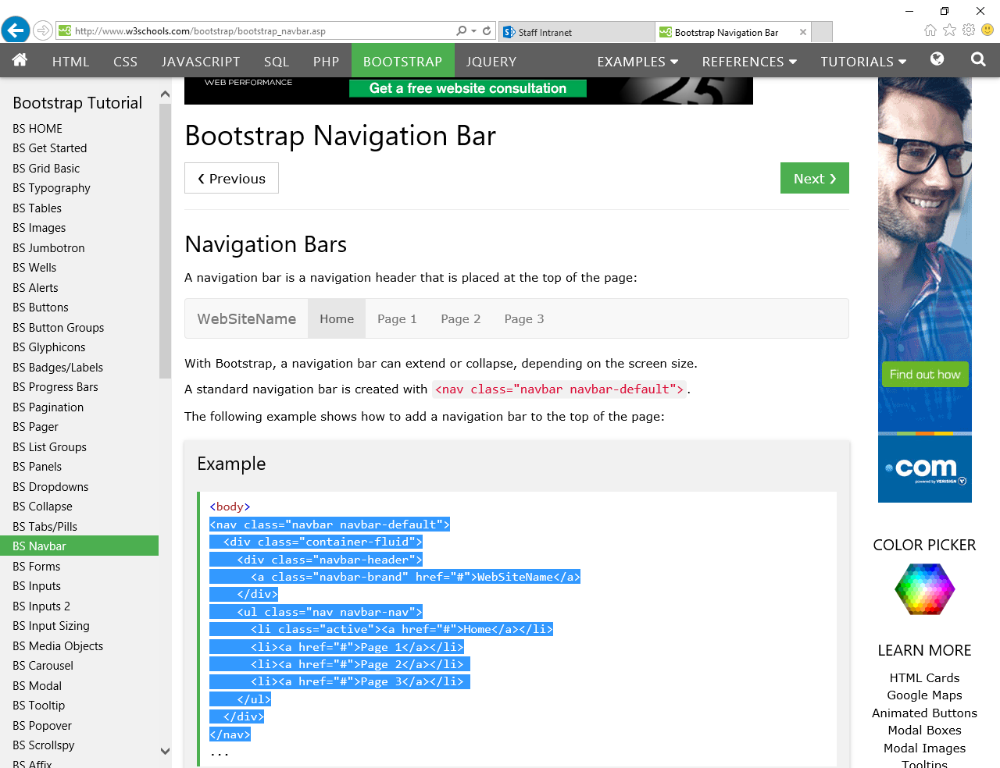 http://www.w3schools.com/bootstrap/bootstrap_navbar.asp
Staff Intranet
Bootstrap Navigation Bar
HTML CSS JAVASCRIPT SQL PHP BOOTSTRAP JQUERY EXAMPLES REFERENCES TUTORIALS
Bootstrap Tutorial
BS HOME
BS Get Started
BS Grid Basic
BS Typography
BS Tables
BS Images
BS Jumbotron
BS Wells
BS Alerts
BS Buttons
BS Button Groups
BS Glyphicons
BS Badges/Labels
BS Progress Bars
BS Pagination
BS Pager
BS List Groups
BS Panels
BS Dropdowns
BS Collapse
BS Tabs/Pills
BS Navbar
BS Forms
BS Inputs
BS Inputs 2
BS Input Sizing
BS Media Objects
BS Carousel
BS Modal
BS Tooltip
BS Popover
BS Scrollspy
BS Affix
WEB PERFORMANCE
Get a free website consultation
25
Bootstrap Navigation Bar
❮ Previous
Next ❯
Navigation Bars
A navigation bar is a navigation header that is placed at the top of the page:
WebSiteName Home Page 1 Page 2 Page 3
With Bootstrap, a navigation bar can extend or collapse, depending on the screen size.
A standard navigation bar is created with <nav class="navbar navbar-default">.
The following example shows how to add a navigation bar to the top of the page:
Example
<body>
<nav class="navbar navbar-default">
  <div class="container-fluid">
    <div class="navbar-header">
      <a class="navbar-brand" href="#">WebSiteName</a>
    </div>
    <ul class="nav navbar-nav">
      <li class="active"><a href="#">Home</a></li>
      <li><a href="#">Page 1</a></li>
      <li><a href="#">Page 2</a></li>
      <li><a href="#">Page 3</a></li>
    </ul>
  </div>
</nav>
...
Find out how
.com
powered by VERISIGN
COLOR PICKER
LEARN MORE
HTML Cards
Google Maps
Animated Buttons
Modal Boxes
Modal Images
Tooltips